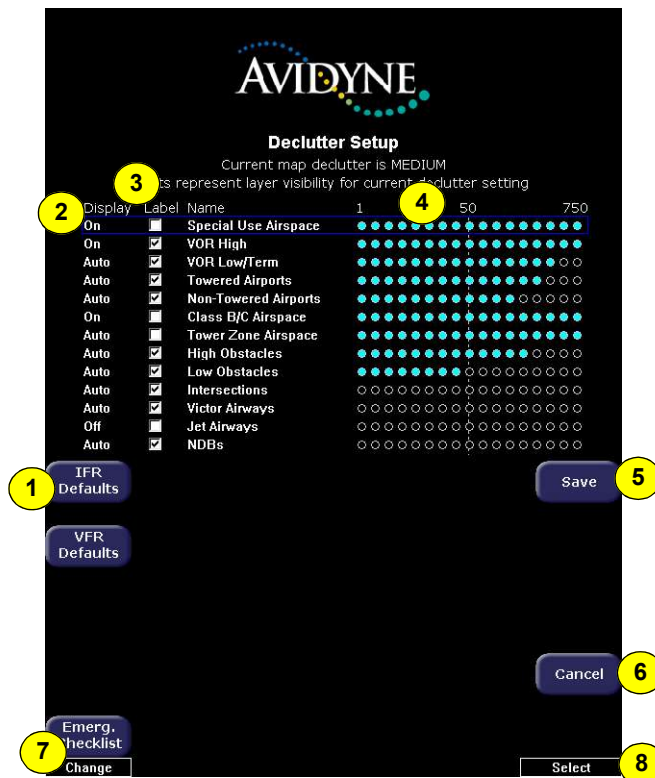 AVIDYNE
Declutter Setup
Current map declutter is MEDIUM
represent layer visibility for current declutter setting
3
2
4
Display Label Name 1 50 750
On Special Use Airspace
On VOR High
Auto VOR Low/Term
Auto Towered Airports
Auto Non-Towered Airports
On Class B/C Airspace
Auto Tower Zone Airspace
Auto High Obstacles
Auto Low Obstacles
Auto Intersections
Auto Victor Airways
Off Jet Airways
Auto NDBs
IFR
Defaults
1
Save
5
VFR
Defaults
Cancel
6
Emerg.
Checklist
7
Change
Select
8